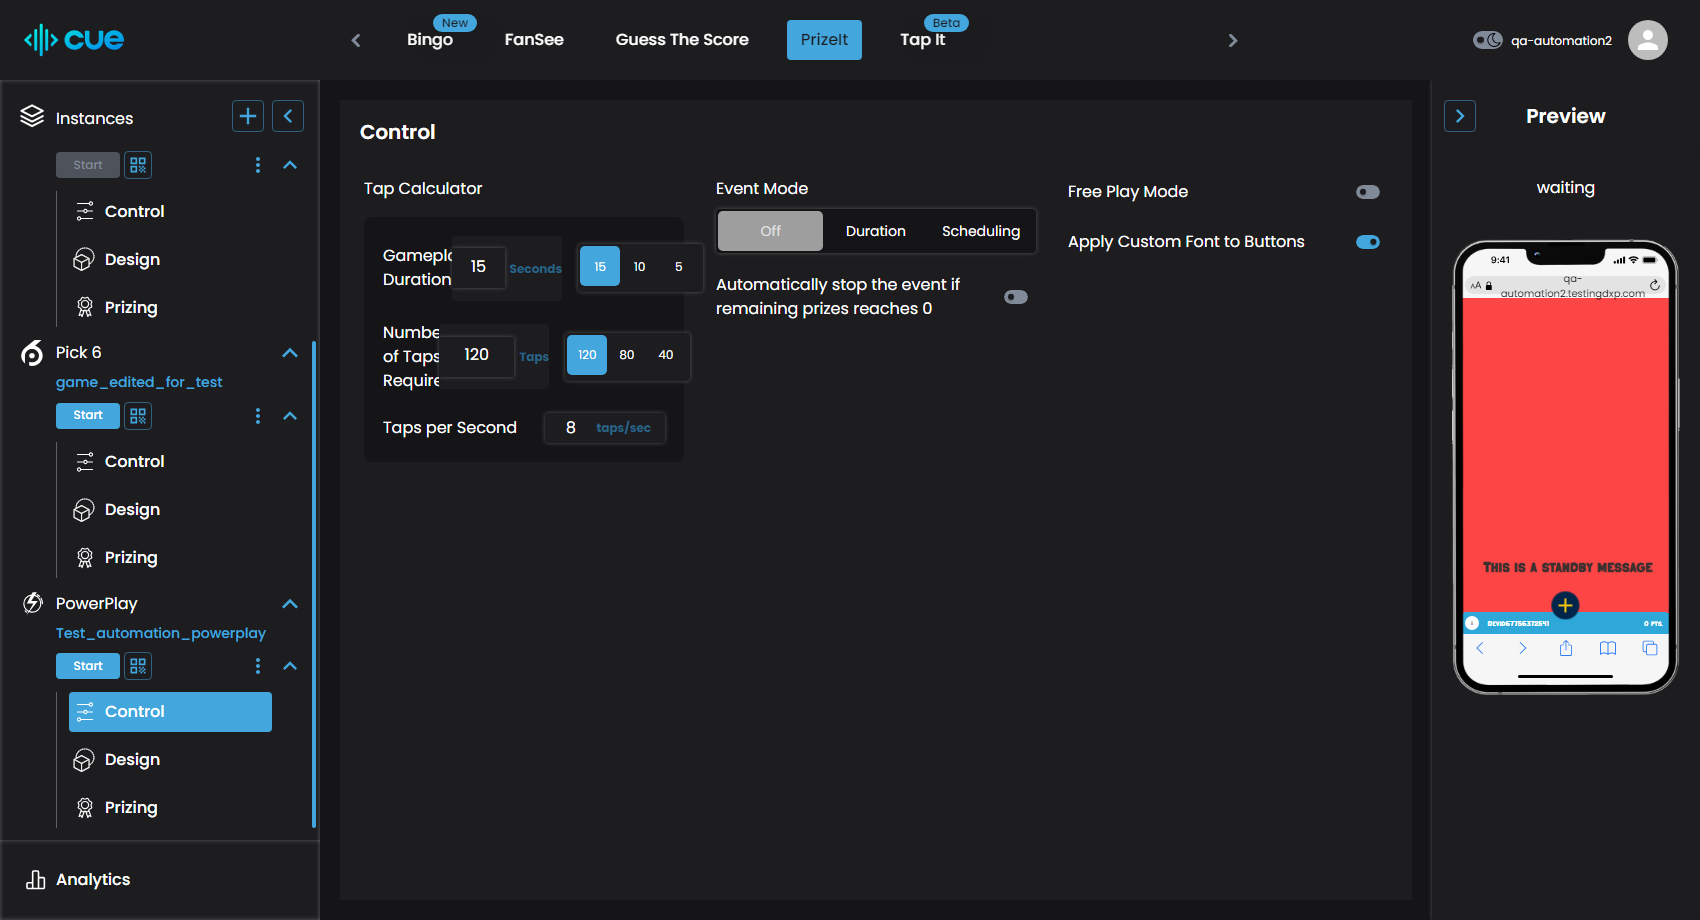 cue
New
Bingo
FanSee
Guess The Score
PrizeIt
Beta
Tap It
qa-automation2
Instances
Start
Control
Design
Prizing
Pick 6
game_edited_for_test
Start
Control
Design
Prizing
PowerPlay
Test_automation_powerplay
Start
Control
Design
Prizing
Analytics
Control
Tap Calculator
Gameplc
Duration
15
Seconds
15
10
5
Numbe
of Taps
Require
120
Taps
120
80
40
Taps per Second
8
taps/sec
Event Mode
Off
Duration
Scheduling
Automatically stop the event if
remaining prizes reaches 0
Free Play Mode
Apply Custom Font to Buttons
Preview
waiting
9:41
AA
qa-
automation2.testingdxp.com
This is a standby message
0 PTS.